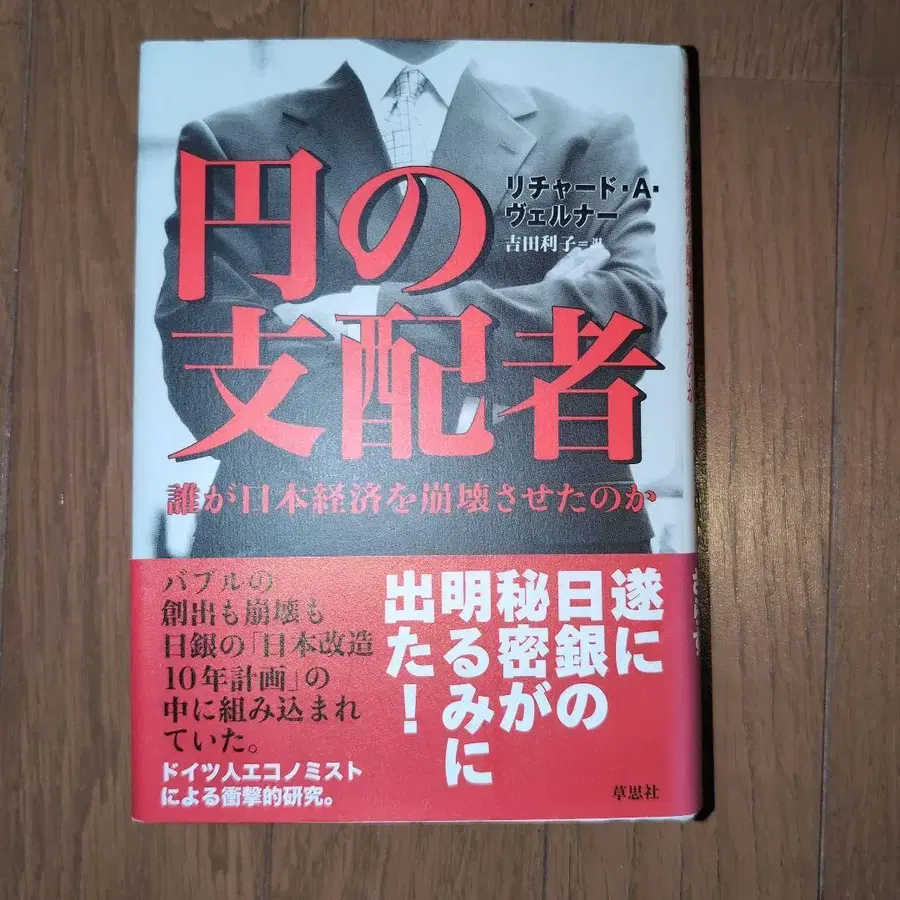 円の
支配者
リチャード・A・
ヴェルナー
吉田利子=訳
誰が日本経済を崩壊させたのか
遂に
日銀の
秘密が
明るみに
出た！
バブルの
創出も崩壊も
日銀の「日本改造
10年計画」の
中に組み込まれ
ていた。
ドイツ人エコノミスト
による衝撃的研究。
草思社